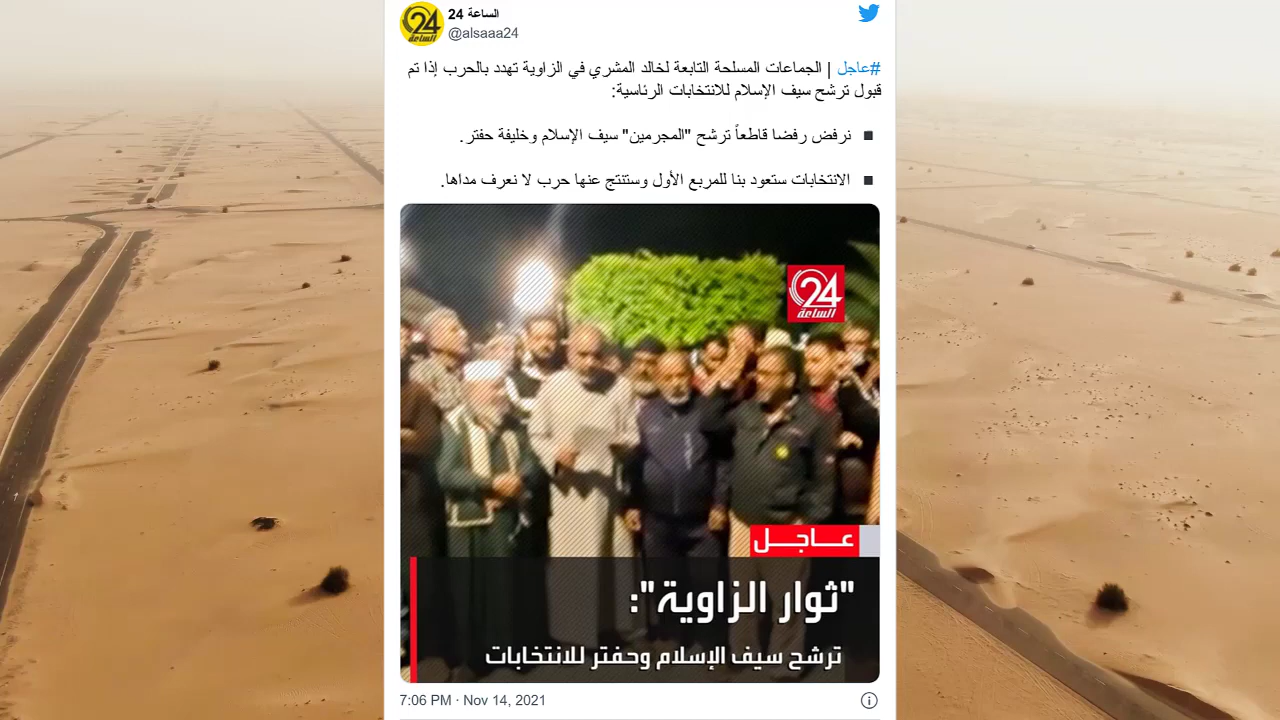 الساعة 24
@alsaaa24
#عاجل | الجماعات المسلحة التابعة لخالد المشري في الزاوية تهدد بالحرب إذا تم
قبول ترشح سيف الإسلام للانتخابات الرئاسية:
▪ نرفض رفضا قاطعاً ترشح "المجرمين" سيف الإسلام وخليفة حفتر.
▪ الانتخابات ستعود بنا للمربع الأول وستنتج عنها حرب لا نعرف مداها.
24
الساعة
عـاجـل
"ثوار الزاوية":
ترشح سيف الإسلام وحفتر للانتخابات
7:06 PM · Nov 14, 2021